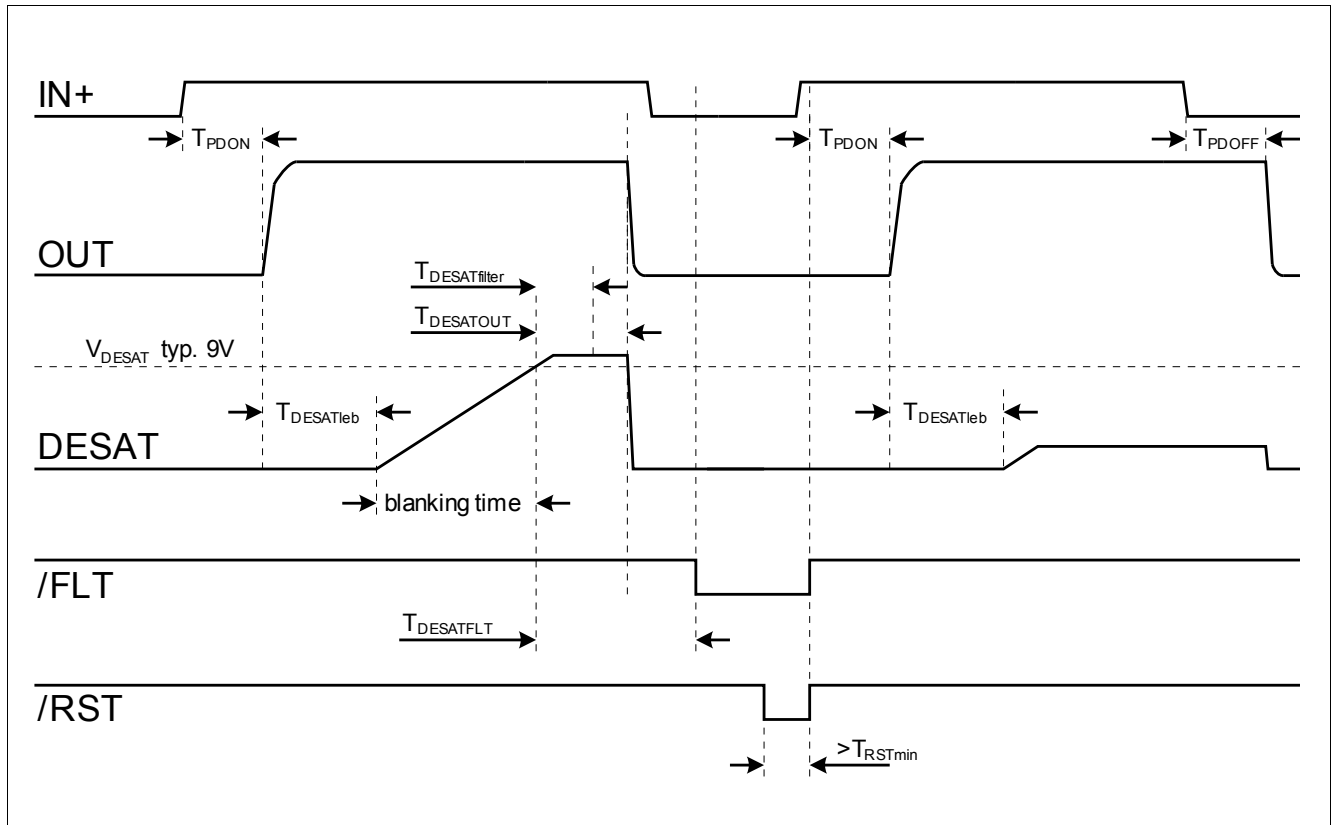 IN+
TPDON
TPDON
TPDOFF
OUT
TDESATfilter
TDESATOUT
VDESAT typ. 9V
TDESATleb
TDESATleb
DESAT
blanking time
/FLT
TDESATFLT
/RST
>TRSTmin